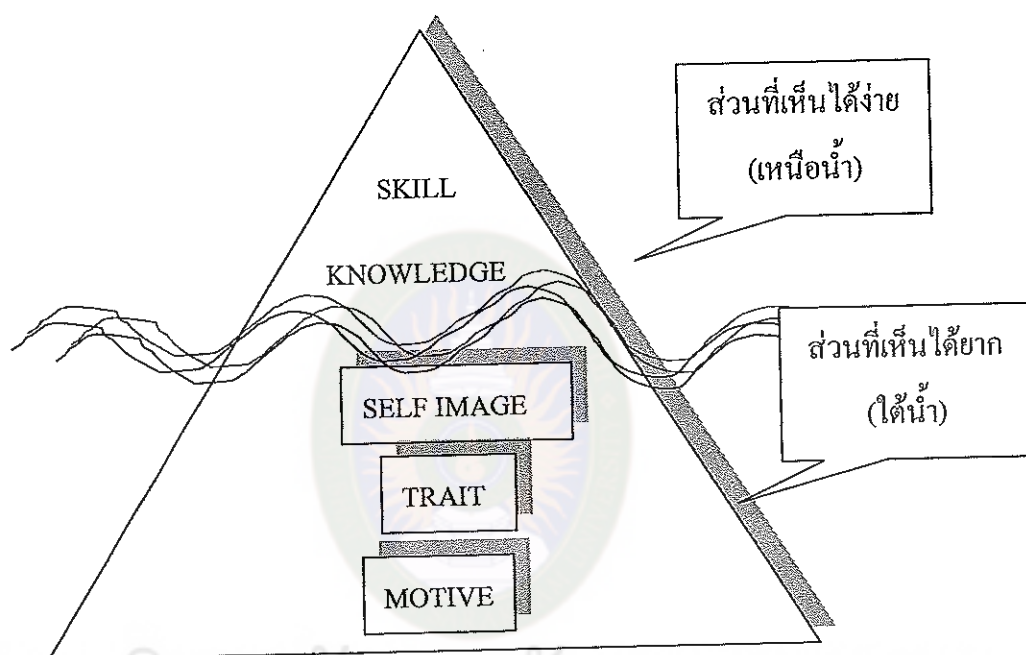 ส่วนที่เห็นได้ง่าย
(เหนือน้ำ)
SKILL
KNOWLEDGE
ส่วนที่เห็นได้ยาก
(ใต้น้ำ)
SELF IMAGE
TRAIT
MOTIVE